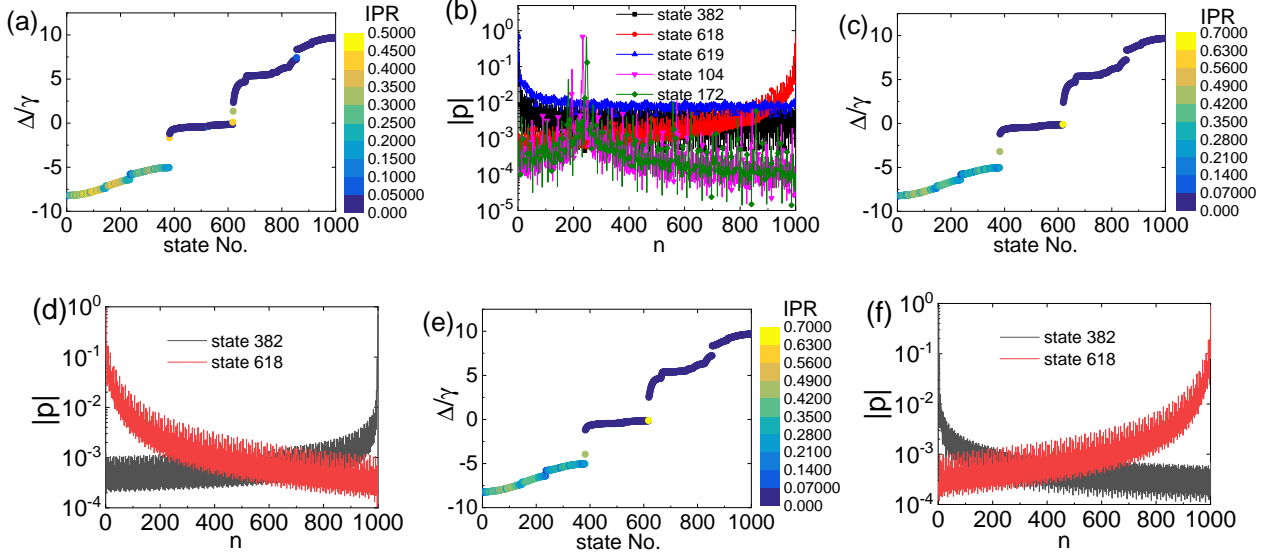 (a)
Δ/γ
10
5
0
-5
-10
0 200 400 600 800 1000
state No.
IPR
0.5000
0.4500
0.4000
0.3500
0.3000
0.2500
0.2000
0.1500
0.1000
0.05000
0.000
(b)
|p|
10^0
10^-1
10^-2
10^-3
10^-4
10^-5
state 382
state 618
state 619
state 104
state 172
0 200 400 600 800 1000
n
(c)
Δ/γ
10
5
0
-5
-10
0 200 400 600 800 1000
state No.
IPR
0.7000
0.6300
0.5600
0.4900
0.4200
0.3500
0.2800
0.2100
0.1400
0.07000
0.000
(d)
|p|
10^0
10^-1
10^-2
10^-3
10^-4
state 382
state 618
0 200 400 600 800 1000
n
(e)
Δ/γ
10
5
0
-5
-10
0 200 400 600 800 1000
state No.
IPR
0.7000
0.6300
0.5600
0.4900
0.4200
0.3500
0.2800
0.2100
0.1400
0.07000
0.000
(f)
|p|
10^0
10^-1
10^-2
10^-3
10^-4
state 382
state 618
0 200 400 600 800 1000
n